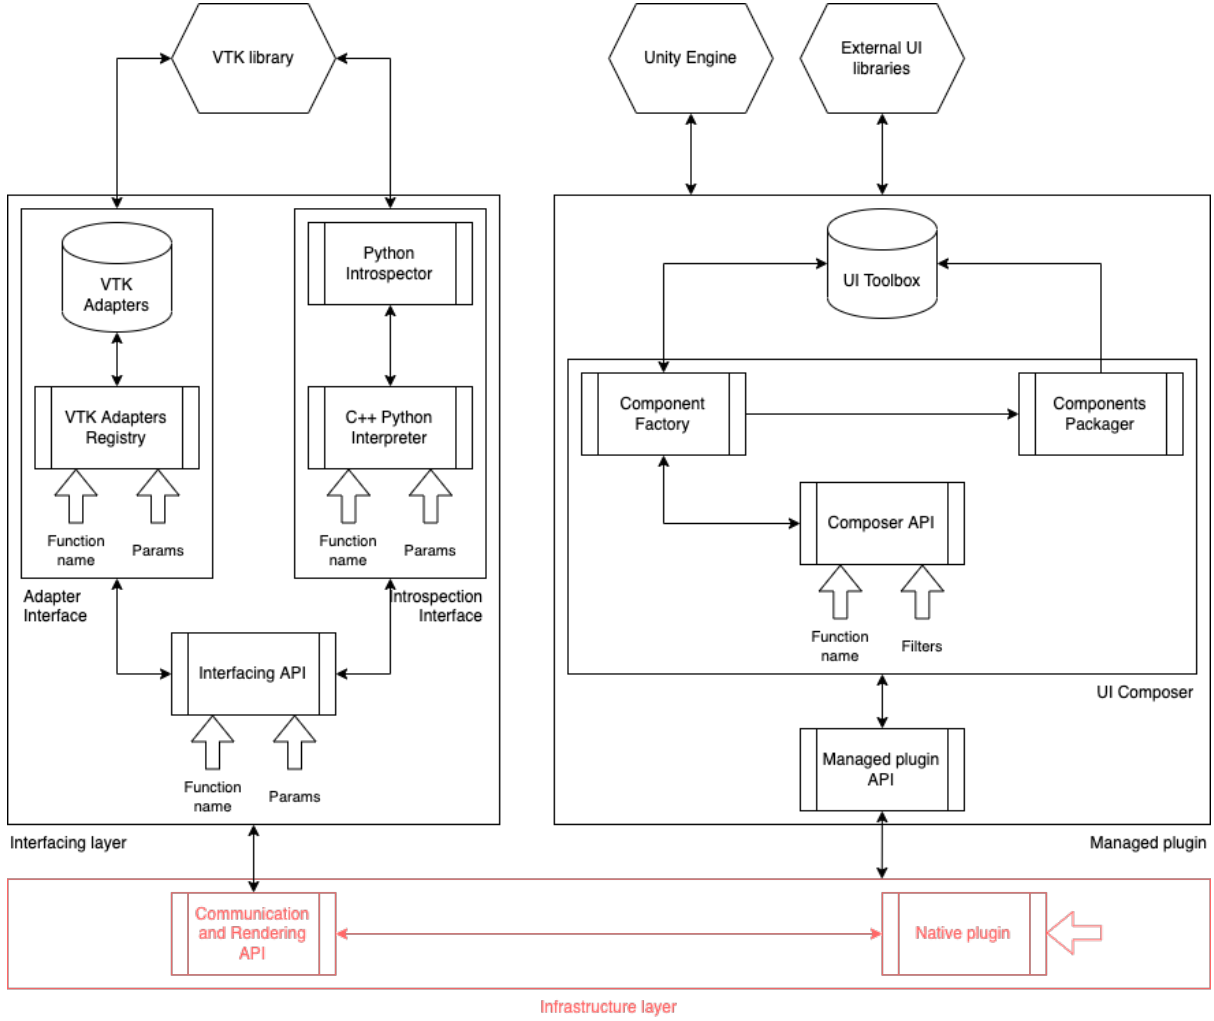 VTK library
Unity Engine
External UI
libraries
VTK
Adapters
Python
Introspector
UI Toolbox
VTK Adapters
Registry
C++ Python
Interpreter
Component
Factory
Components
Packager
Function
name
Params
Function
name
Params
Composer API
Adapter
Interface
Introspection
Interface
Function
name
Filters
Interfacing API
UI Composer
Function
name
Params
Managed plugin
API
Interfacing layer
Managed plugin
Communication
and Rendering
API
Native plugin
Infrastructure layer